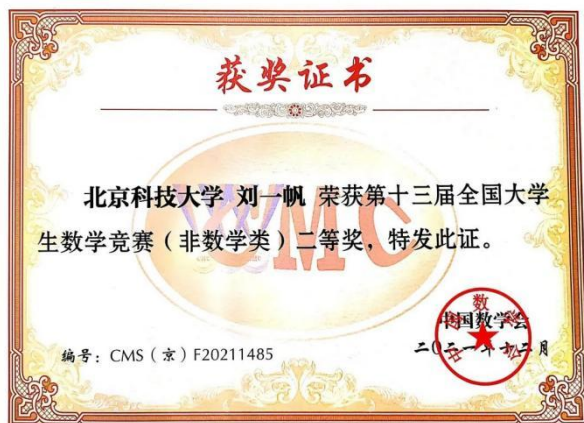 获奖证书
北京科技大学 刘一帆 荣获第十三届全国大学
生数学竞赛（非数学类）二等奖，特发此证。
CMC
中国数学会
编号：CMS（京）F20211485
二〇二一年十二月